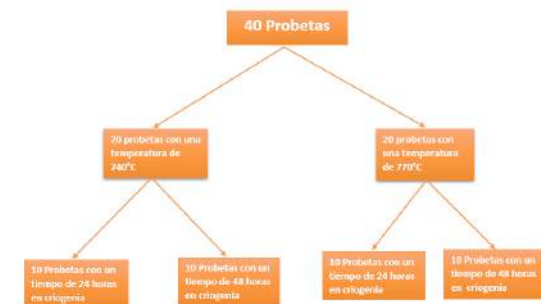 40 Probetas
20 probetas con una
temperatura de
740°C
20 probetas con
una temperatura
de 770°C
10 Probetas con un
tiempo de 24 horas
en criogenia
10 Probetas con un
tiempo de 48 horas
en criogenia
10 Probetas con un
tiempo de 24 horas
en criogenia
10 Probetas con un
tiempo de 48 horas
en criogenia